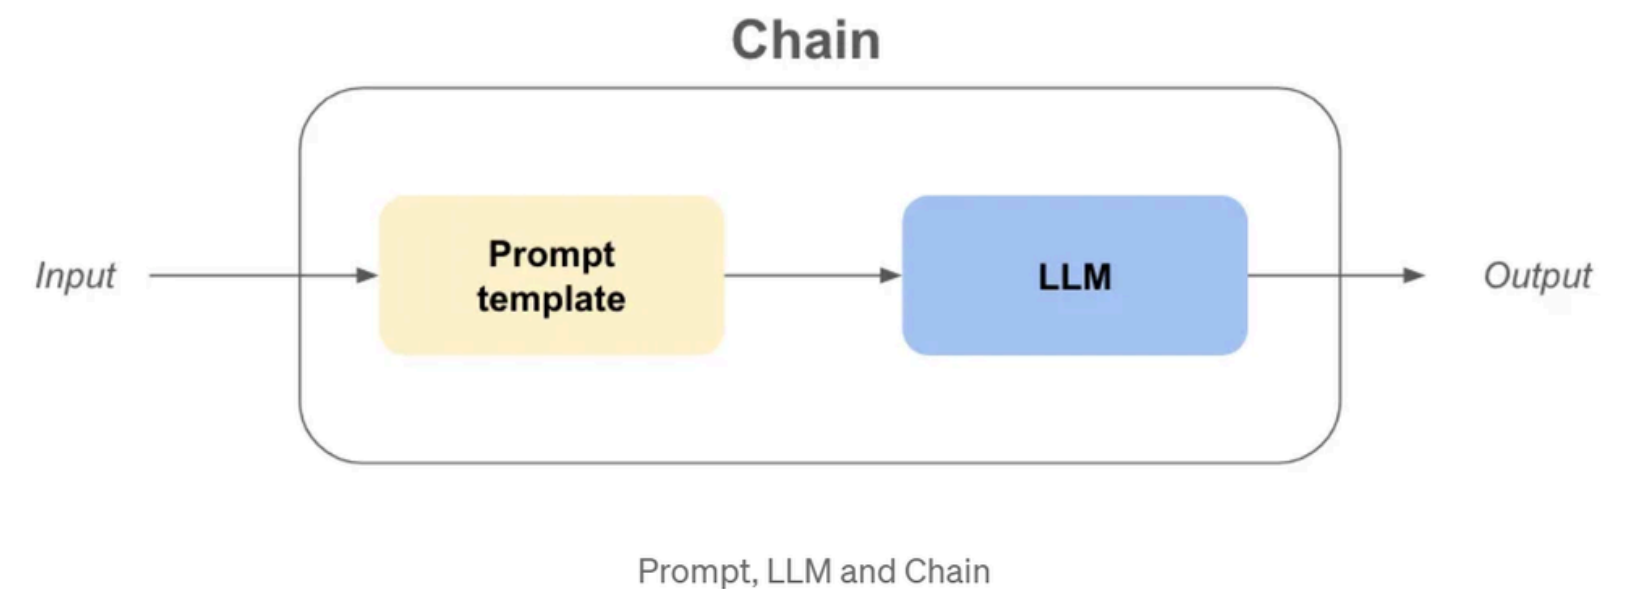 Chain
Input
Prompt
template
LLM
Output
Prompt, LLM and Chain